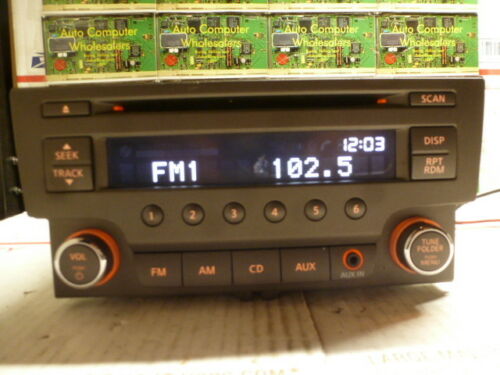 Auto Computer
Wholesalers
Auto Computer
Wholesalers
Auto Computer
Wholesalers
Auto Computer
Wholesalers
SCAN
SEEK
TRACK
12:03
FM1 102.5
DISP
RPT
RDM
1 2 3 4 5 6
VOL
PUSH
FM AM CD AUX
AUX IN
TUNE
FOLDER
PUSH
MENU